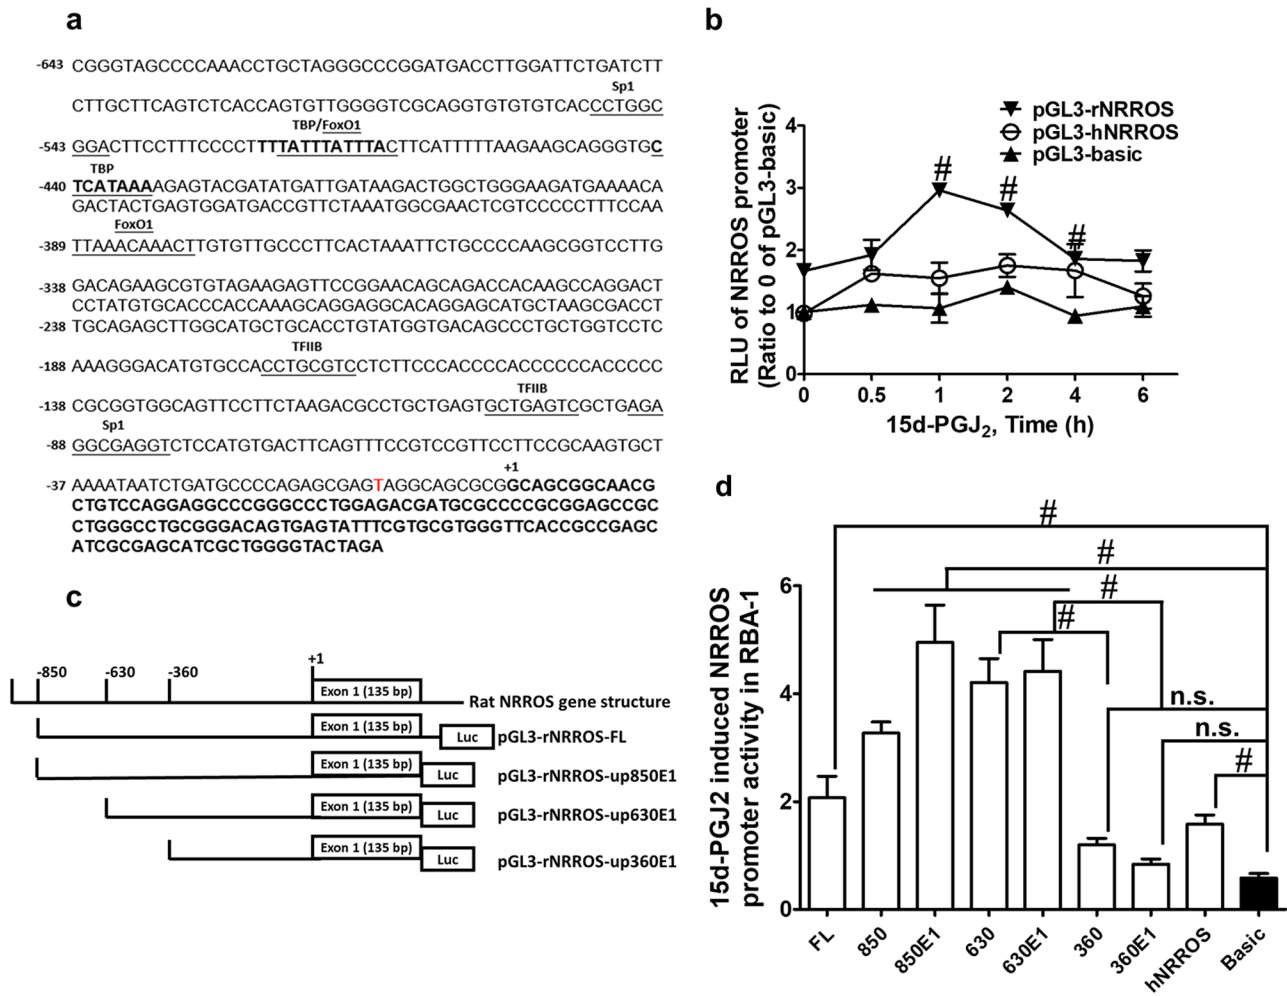 a
-643 CGGGTAGCCCCAAACCTGCTAGGGCCCGGATGACCTTGGATTCTGATCTT
Sp1
CTTGCTTCAGTCTCACCAGTGTTGGGGTCGCAGGTGTGTGTCACCCTGGC
TBP/FoxO1
-543 GGACTTCCTTTCCCCTTTTATTTATTTACTTCATTTTTAAGAAGCAGGGTGC
TBP
-440 TCATAAAAGAGTACGATATGATTGATAAGACTGGCTGGGAAGATGAAAACA
GACTACTGAGTGGATGACCGTTCTAAATGGCGAACTCGTCCCCCTTTCCAA
FoxO1
-389 TTAAACAAACTTGTGTTGCCCTTCACTAAATTCTGCCCCAAGCGGTCCTTG
-338 GACAGAAGCGTGTAGAAGAGTTCCGGAACAGCAGACCACAAGCCAGGACT
CCTATGTGCACCCACCAAAGCAGGAGGCACAGGAGCATGCTAAGCGACCT
-238 TGCAGAGCTTGGCATGCTGCACCTGTATGGTGACAGCCCTGCTGGTCCTC
TFIIB
-188 AAAGGGACATGTGCCACCTGCGTCCTCTTCCCACCCCACCCCCCACCCCC
TFIIB
-138 CGCGGTGGCAGTTCCTTCTAAGACGCCTGCTGAGTGCTGAGTCGCTGAGA
Sp1
-88 GGCGAGGTCTCCATGTGACTTCAGTTTCCGTCCGTTCCTTCCGCAAGTGCT
+1
-37 AAAATAATCTGATGCCCCAGAGCGAGTAGGCAGCGCGGCAGCGGCAACG
CTGTCCAGGAGGCCCGGGCCCTGGAGACGATGCGCCCCGCGGAGCCGC
CTGGGCCTGCGGGACAGTGAGTATTTCGTGCGTGGGTTCACCGCCGAGC
ATCGCGAGCATCGCTGGGGTACTAGA
b
pGL3-rNRROS
pGL3-hNRROS
pGL3-basic
RLU of NRROS promoter
(Ratio to 0 of pGL3-basic)
4
3
2
1
0
# # #
0 0.5 1 2 4 6
15d-PGJ2, Time (h)
c
-850 -630 -360 +1
Exon 1 (135 bp) Rat NRROS gene structure
Exon 1 (135 bp) Luc pGL3-rNRROS-FL
Exon 1 (135 bp) Luc pGL3-rNRROS-up850E1
Exon 1 (135 bp) Luc pGL3-rNRROS-up630E1
Exon 1 (135 bp) Luc pGL3-rNRROS-up360E1
d
15d-PGJ2 induced NRROS
promoter activity in RBA-1
6
4
2
0
#
#
#
#
n.s.
n.s.
#
FL 850 850E1 630 630E1 360 360E1 hNRROS Basic